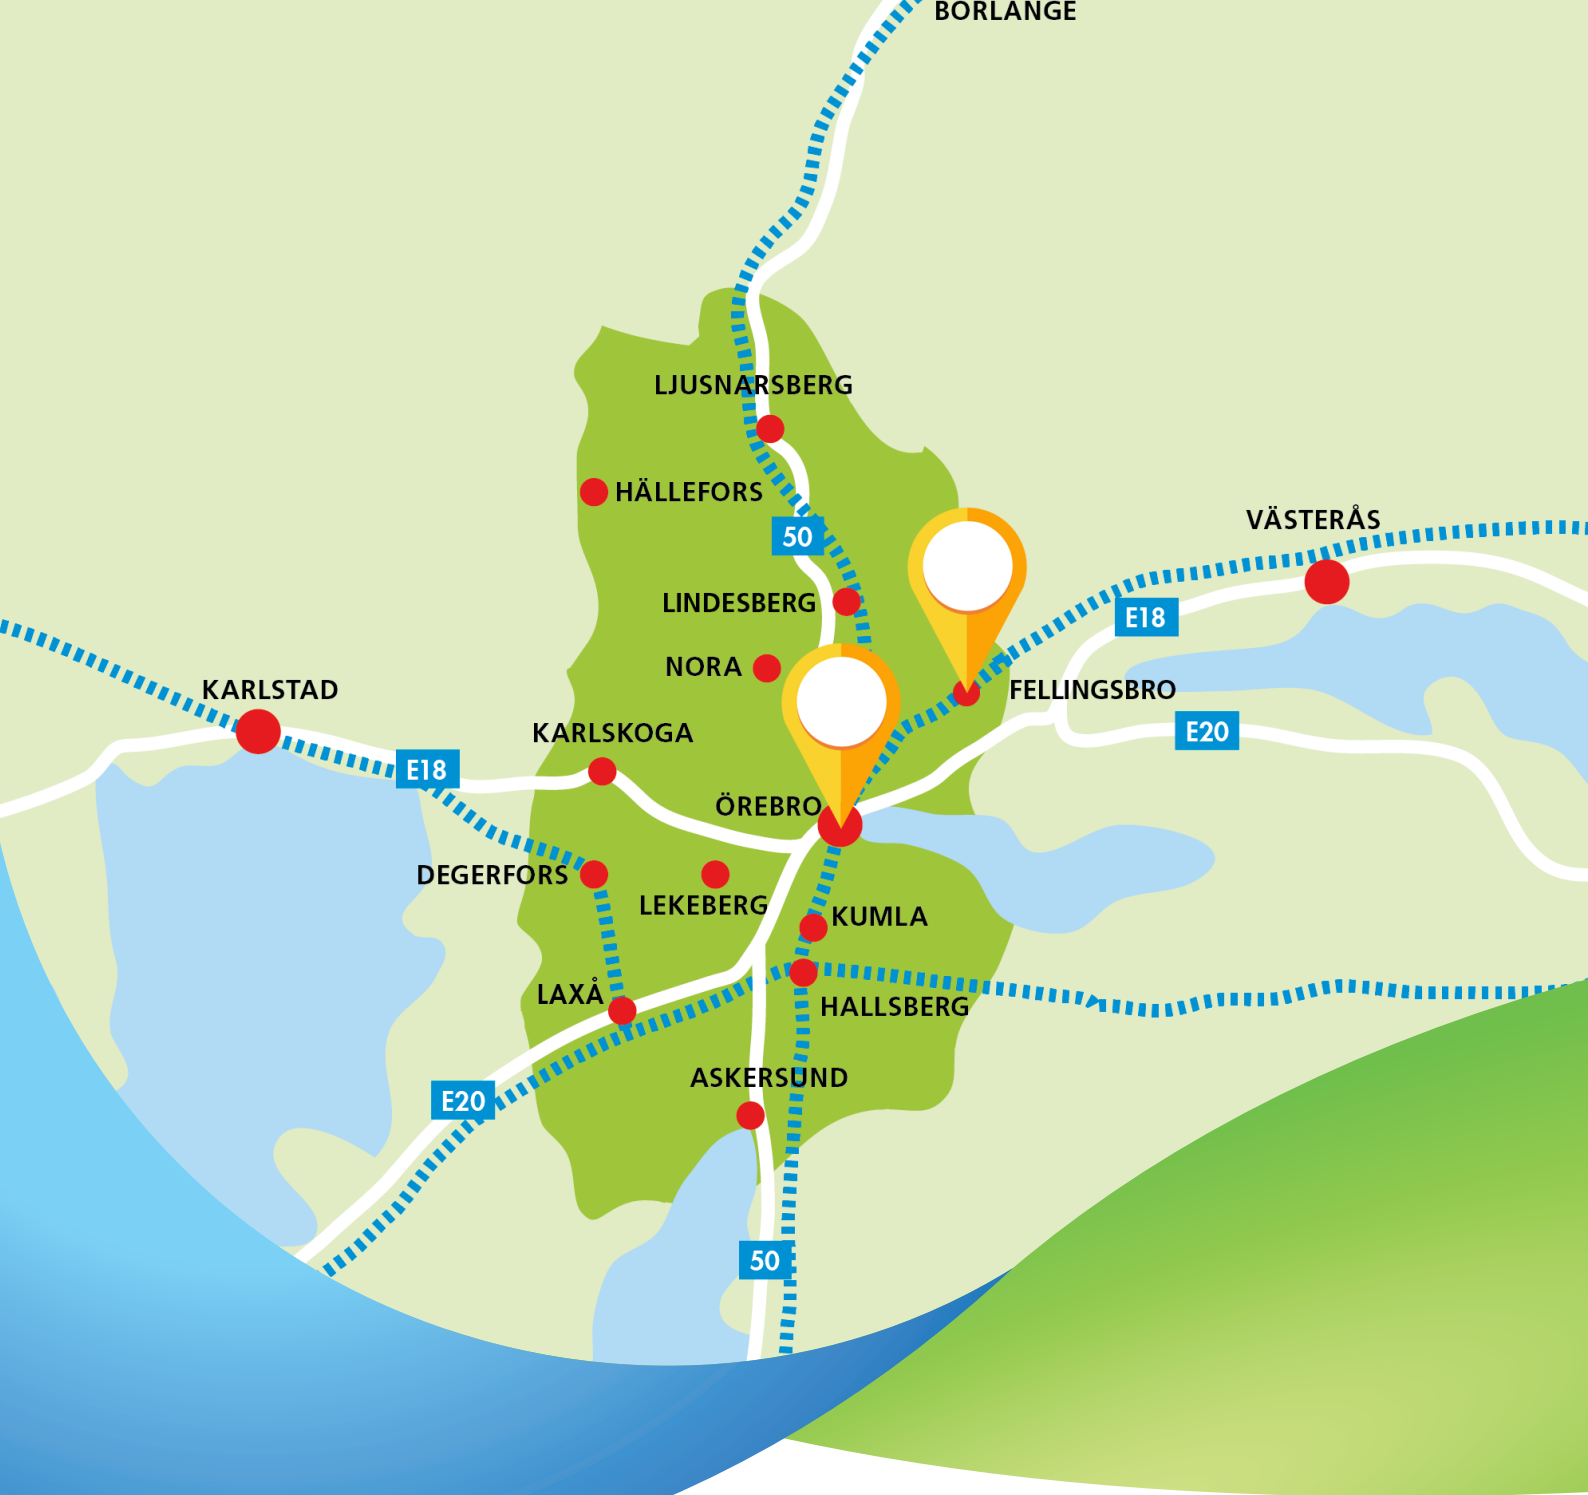 BORLÄNGE
LJUSNARSBERG
HÄLLEFORS
50
VÄSTERÅS
LINDESBERG
E18
NORA
KARLSTAD
FELLINGSBRO
KARLSKOGA
E20
E18
ÖREBRO
DEGERFORS
LEKEBERG
KUMLA
LAXÅ
HALLSBERG
ASKERSUND
E20
50